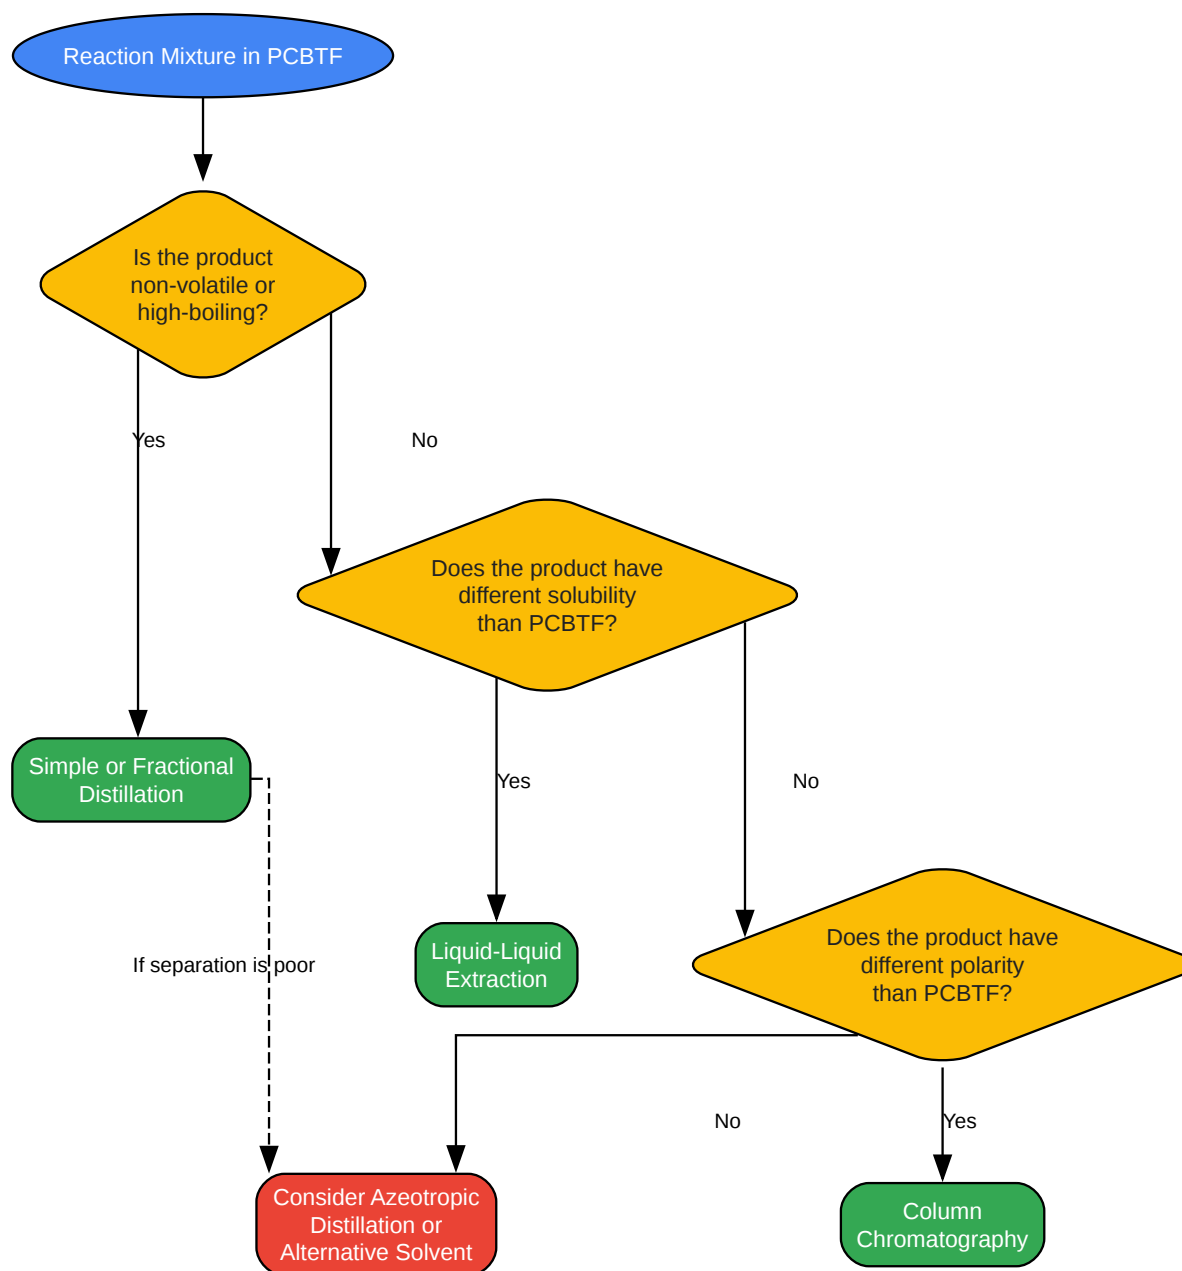 Reaction Mixture in PCBTF
Is the product
non-volatile or
high-boiling?
Yes
No
Does the product have
different solubility
than PCBTF?
Simple or Fractional
Distillation
Yes
No
Liquid-Liquid
Extraction
Does the product have
different polarity
than PCBTF?
If separation is poor
No
Yes
Consider Azeotropic
Distillation or
Alternative Solvent
Column
Chromatography